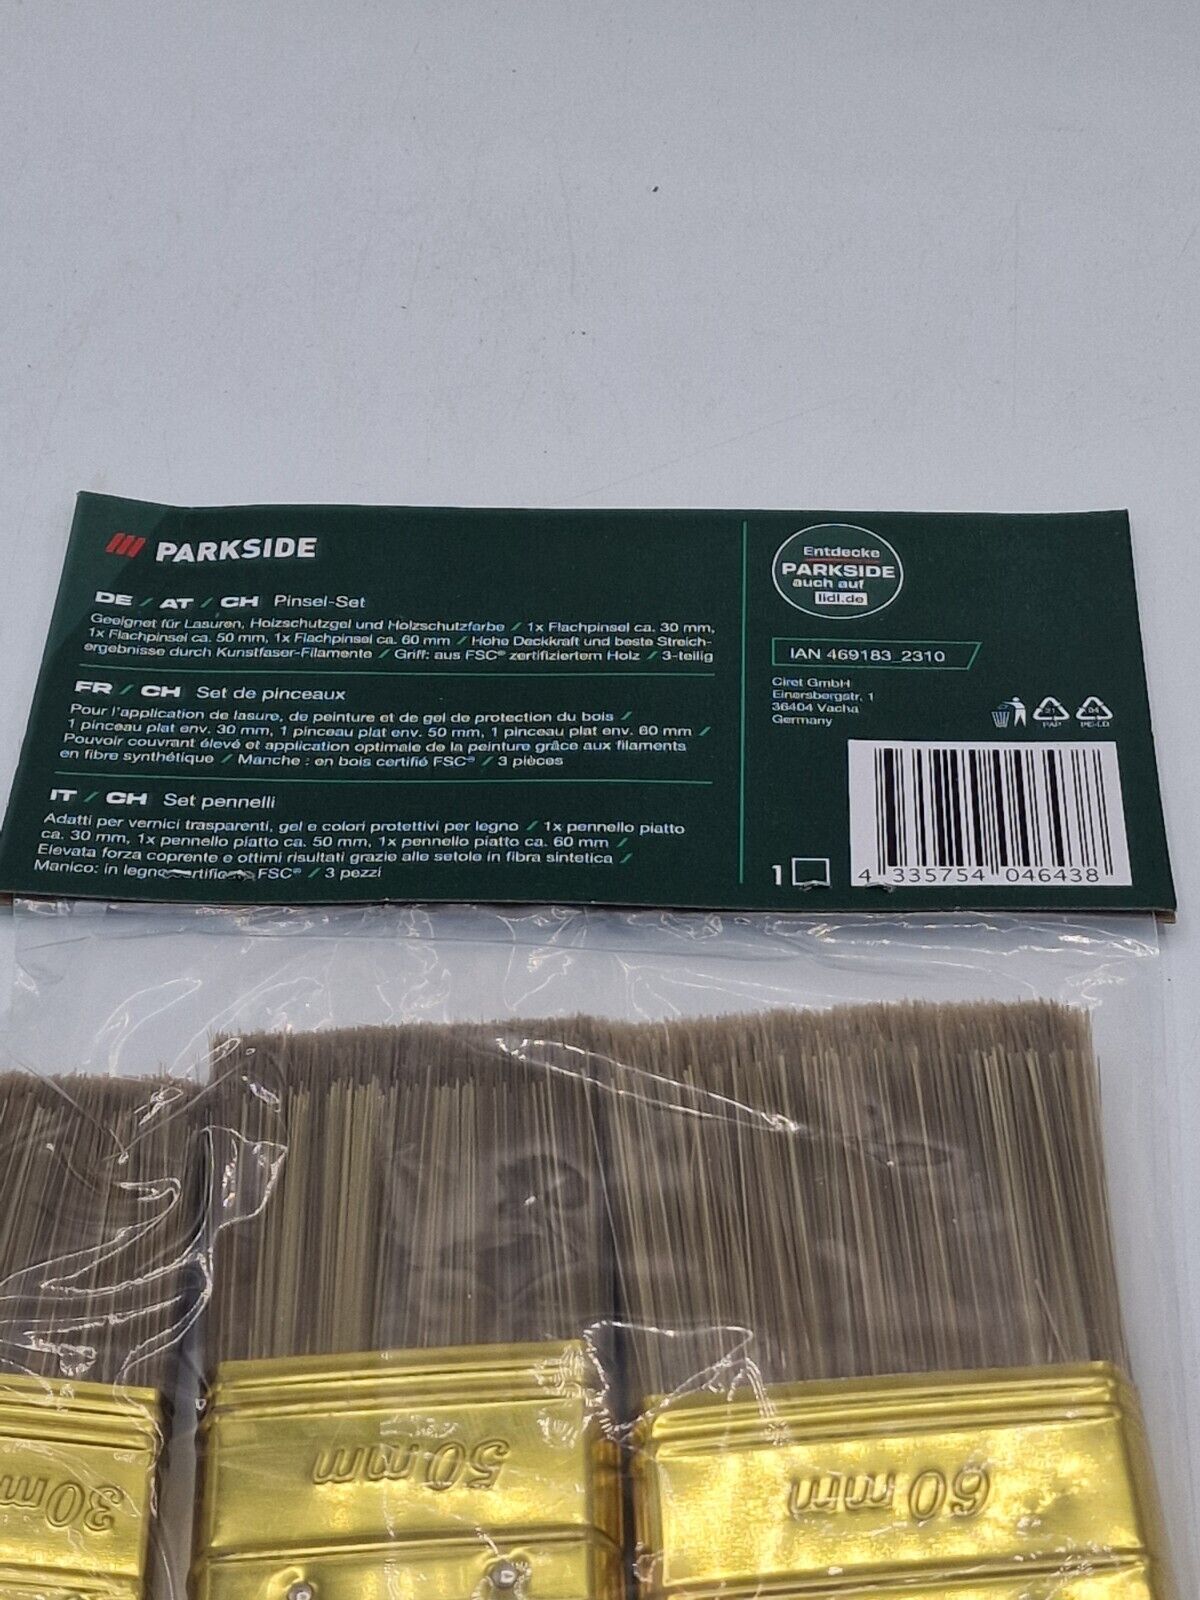 PARKSIDE
DE / AT / CH Pinsel-Set
Geeignet für Lasuren, Holzschutzgel und Holzschutzfarbe / 1x Flachpinsel ca. 30 mm,
1x Flachpinsel ca. 50 mm, 1x Flachpinsel ca. 60 mm / Hohe Deckkraft und beste Streich-
ergebnisse durch Kunstfaser-Filamente / Griff: aus FSC® zertifiziertem Holz / 3-teilig
FR / CH Set de pinceaux
Pour l'application de lasure, de peinture et de gel de protection du bois /
1 pinceau plat env. 30 mm, 1 pinceau plat env. 50 mm, 1 pinceau plat env. 60 mm /
Pouvoir couvrant élevé et application optimale de la peinture grâce aux filaments
en fibre synthétique / Manche : en bois certifié FSC® / 3 pièces
IT / CH Set pennelli
Adatti per vernici trasparenti, gel e colori protettivi per legno / 1x pennello piatto
ca. 30 mm, 1x pennello piatto ca. 50 mm, 1x pennello piatto ca. 60 mm /
Elevata forza coprente e ottimi risultati grazie alle setole in fibra sintetica /
Manico: in legno certificato FSC® / 3 pezzi
Entdecke
PARKSIDE
auch auf
lidl.de
IAN 469183_2310
Ciret GmbH
Einersbergstr. 1
36404 Vacha
Germany
21
PAP
04
PE-LD
1
4 335754 046438
30 mm
50 mm
60 mm